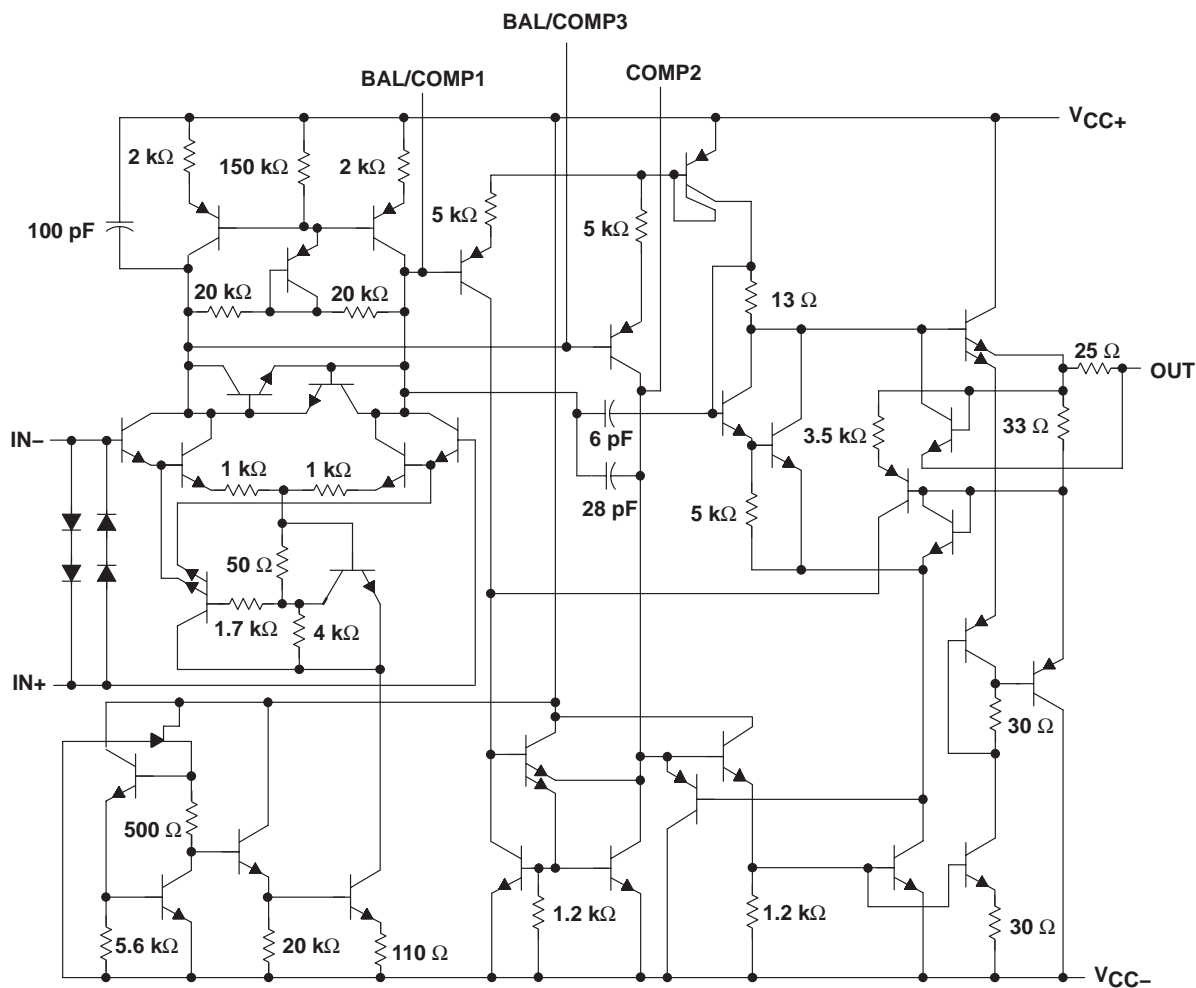 BAL/COMP3
BAL/COMP1
COMP2
VCC+
2 kΩ
150 kΩ
2 kΩ
100 pF
5 kΩ
5 kΩ
20 kΩ
20 kΩ
13 Ω
25 Ω
OUT
IN−
6 pF
3.5 kΩ
33 Ω
1 kΩ
1 kΩ
28 pF
5 kΩ
50 Ω
1.7 kΩ
4 kΩ
IN+
30 Ω
500 Ω
5.6 kΩ
20 kΩ
110 Ω
1.2 kΩ
1.2 kΩ
30 Ω
VCC−